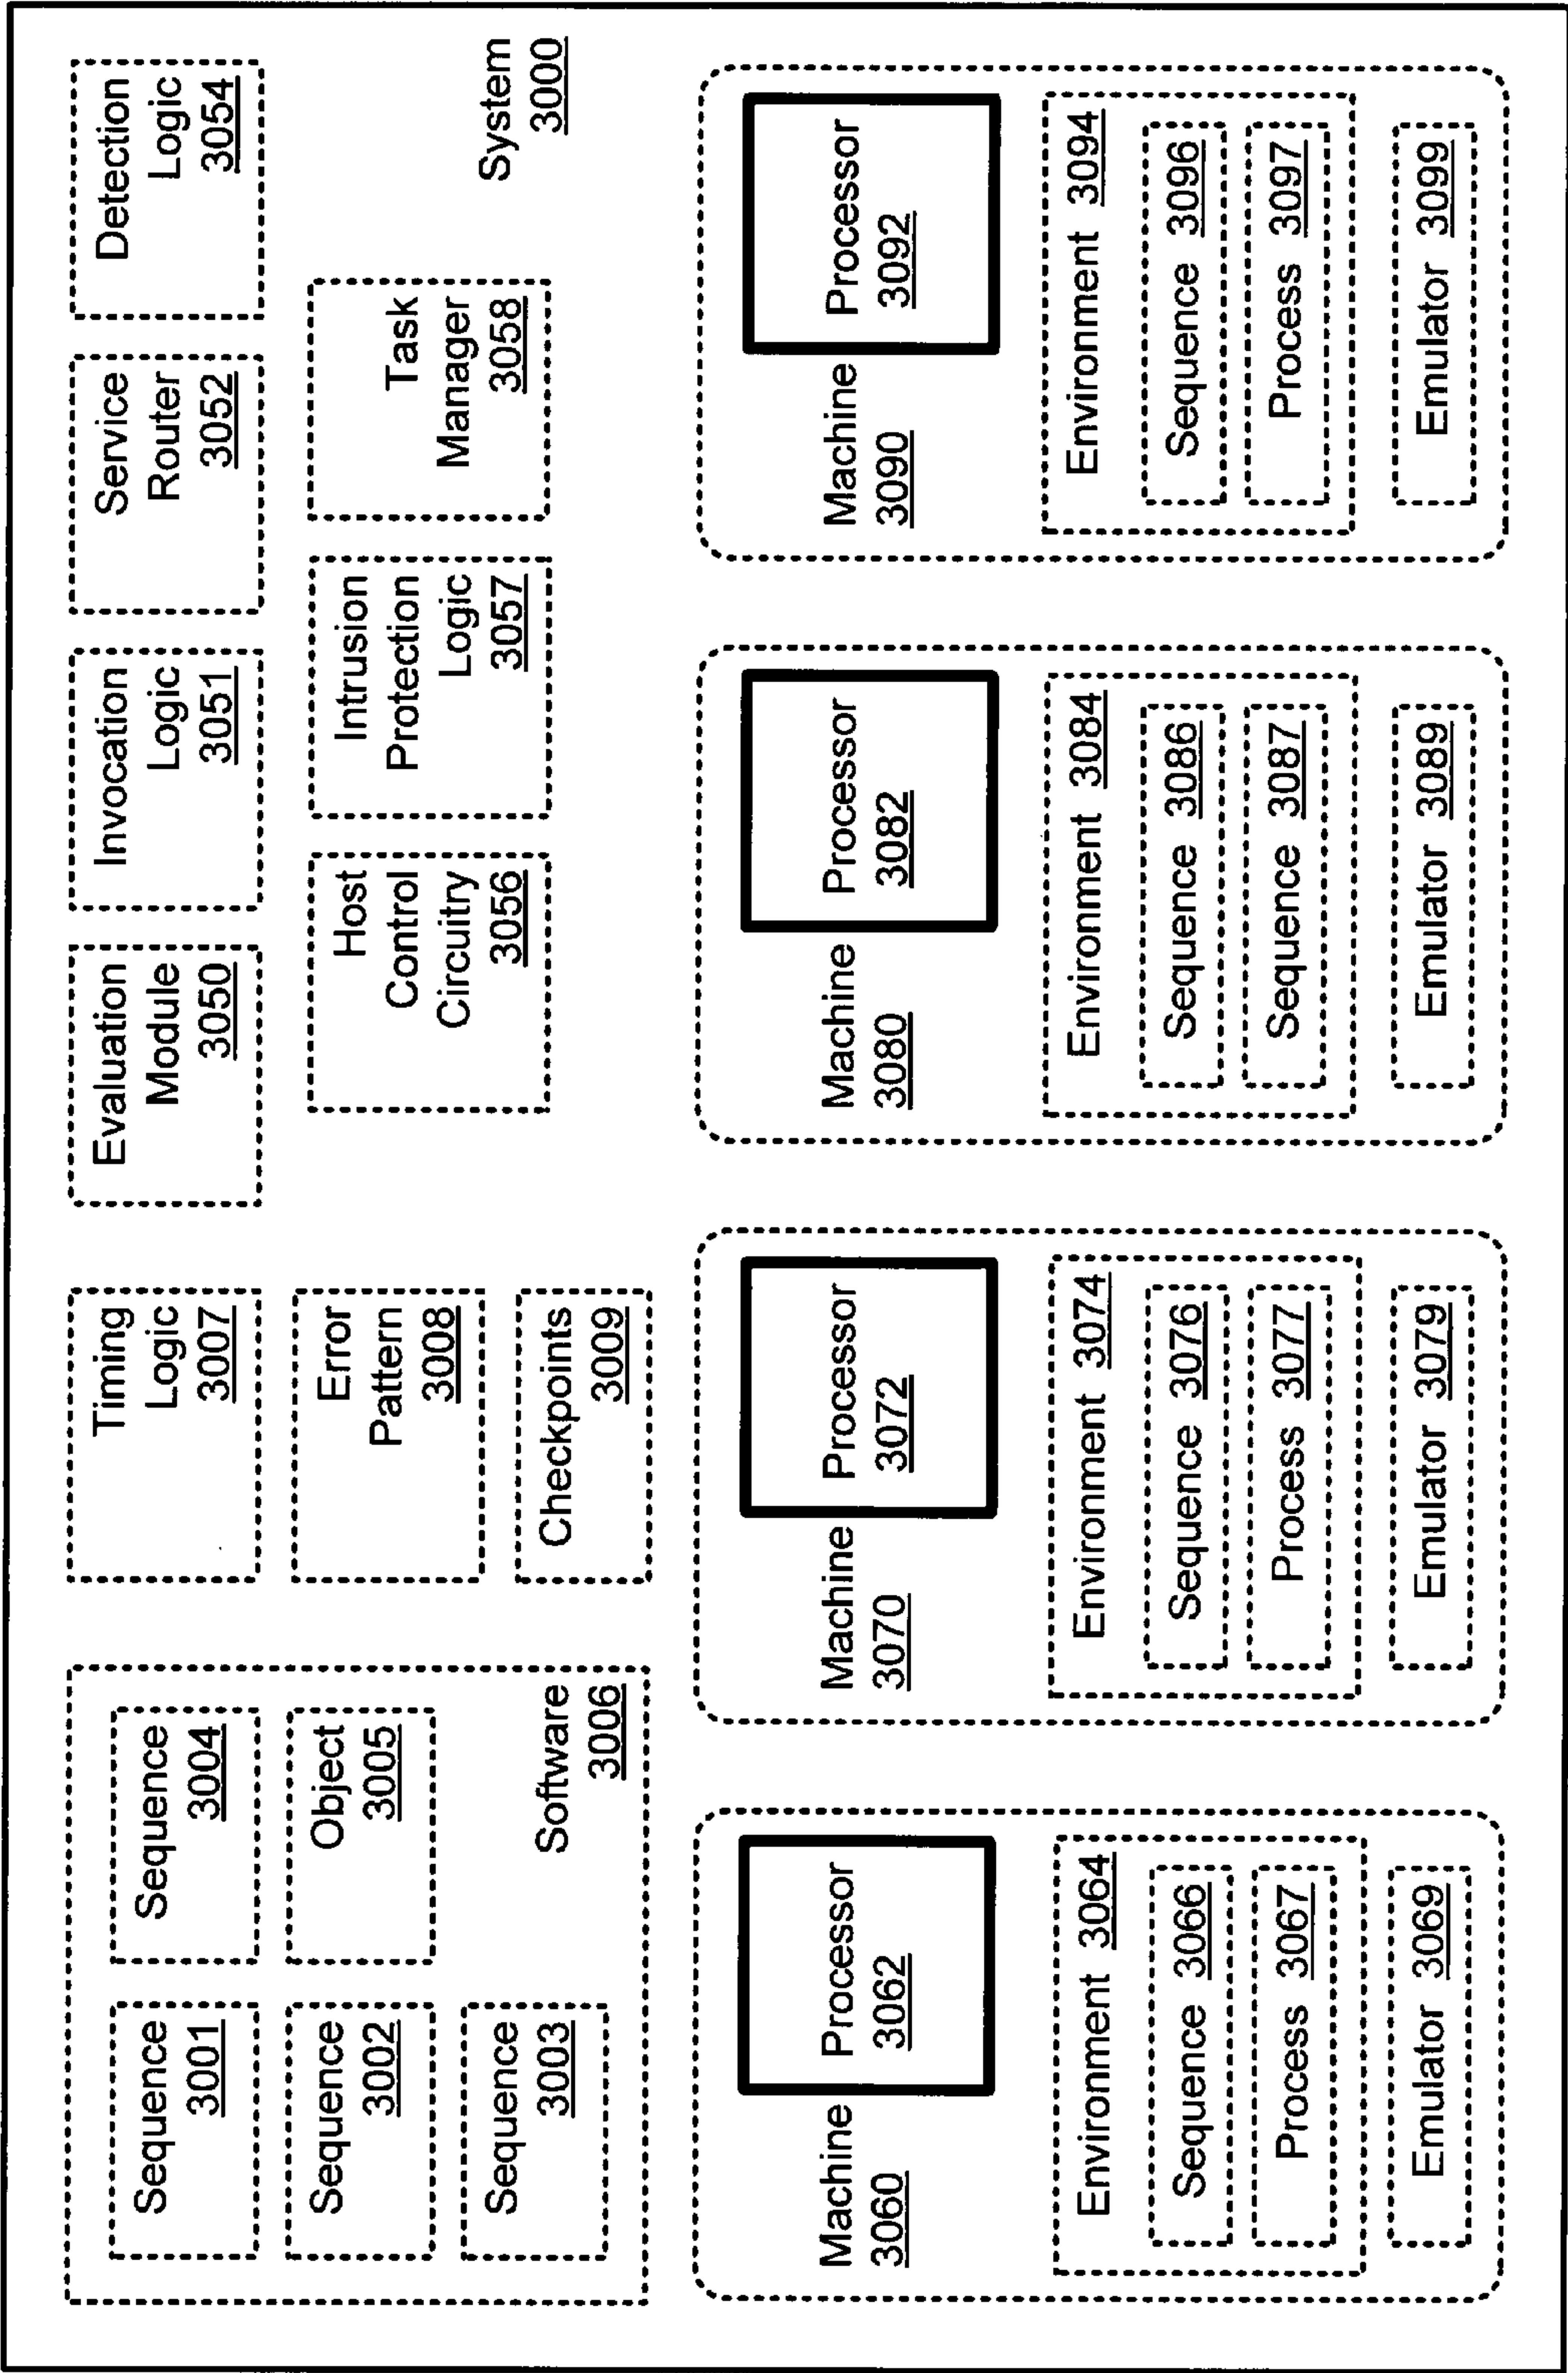 Sequence
3001
Sequence
3004
Sequence
3002
Object
3005
Sequence
3003
Software
3006
Timing
Logic
3007
Error
Pattern
3008
Checkpoints
3009
Evaluation
Module
3050
Invocation
Logic
3051
Service
Router
3052
Detection
Logic
3054
Host
Control
Circuitry
3056
Intrusion
Protection
Logic
3057
Task
Manager
3058
System
3000
Machine
3060
Processor
3062
Environment 3064
Sequence 3066
Process 3067
Emulator 3069
Machine
3070
Processor
3072
Environment 3074
Sequence 3076
Process 3077
Emulator 3079
Machine
3080
Processor
3082
Environment 3084
Sequence 3086
Sequence 3087
Emulator 3089
Machine
3090
Processor
3092
Environment 3094
Sequence 3096
Process 3097
Emulator 3099